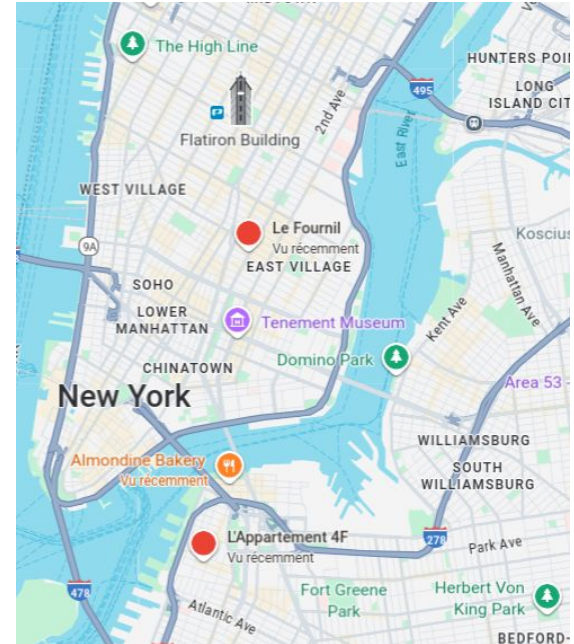 The High Line
HUNTERS POI
495
LONG
ISLAND CIT
P
2nd Ave
East River
Flatiron Building
WEST VILLAGE
Le Fournil
Vu récemment
Koscius
9A
EAST VILLAGE
Manhattan Ave
SOHO
Kent Ave
LOWER
MANHATTAN
Tenement Museum
Domino Park
CHINATOWN
Area 53 -
New York
WILLIAMSBURG
Almondine Bakery
Vu récemment
SOUTH
WILLIAMSBURG
L'Appartement 4F
Vu récemment
278
Park Ave
478
Fort Greene
Park
Herbert Von
King Park
Atlantic Ave
BEDFORD